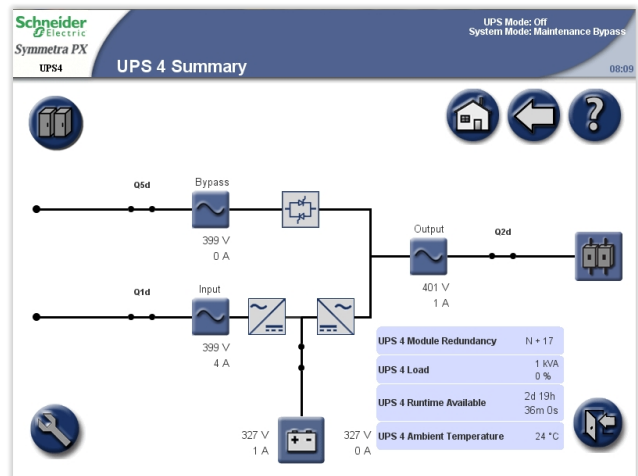 Schneider
Electric
Symmetra PX
UPS4
UPS 4 Summary
UPS Mode: Off
System Mode: Maintenance Bypass
08:09
?
Q5d
Bypass
399 V
0 A
Output
Q2d
401 V
1 A
Q1d
Input
399 V
4 A
UPS 4 Module Redundancy N + 17
UPS 4 Load 1 kVA
0 %
UPS 4 Runtime Available 2d 19h
36m 0s
UPS 4 Ambient Temperature 24 °C
327 V
1 A
+ -
327 V
0 A